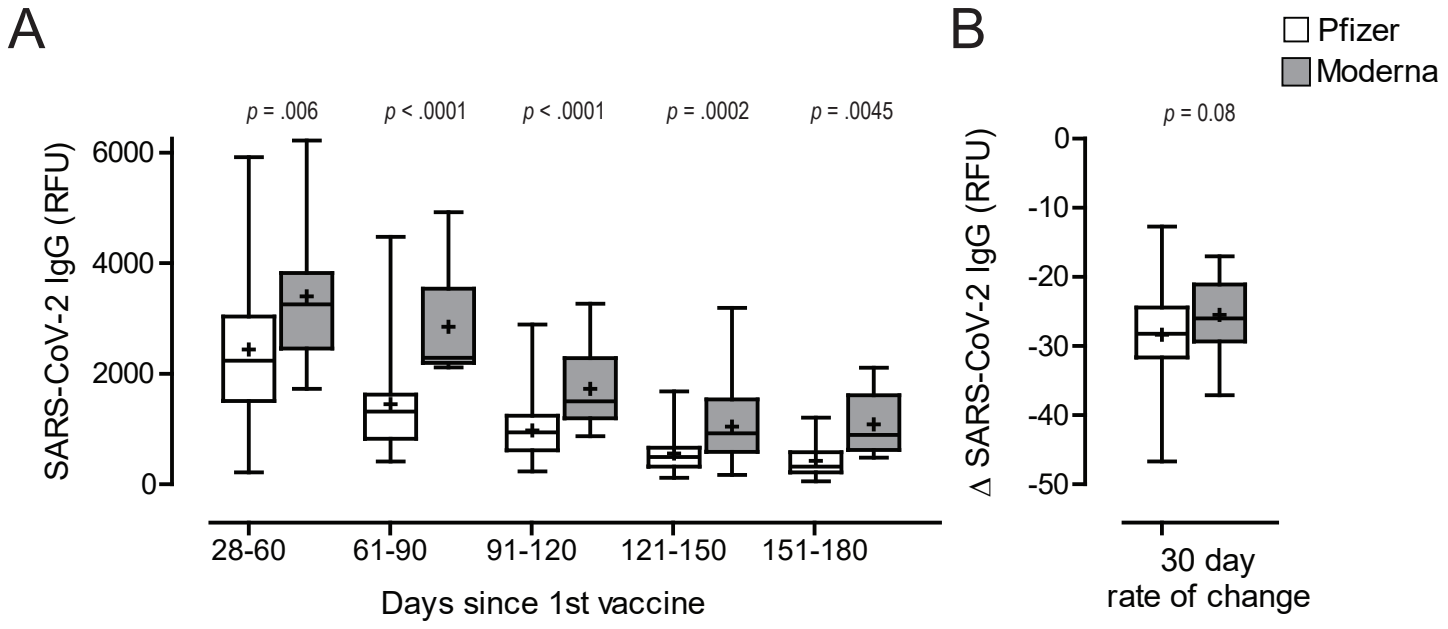 A
B
Pfizer
Moderna
p = .006
p < .0001
p < .0001
p = .0002
p = .0045
p = 0.08
SARS-CoV-2 IgG (RFU)
6000
4000
2000
0
28-60
61-90
91-120
121-150
151-180
Days since 1st vaccine
Δ SARS-CoV-2 IgG (RFU)
0
-10
-20
-30
-40
-50
30 day
rate of change